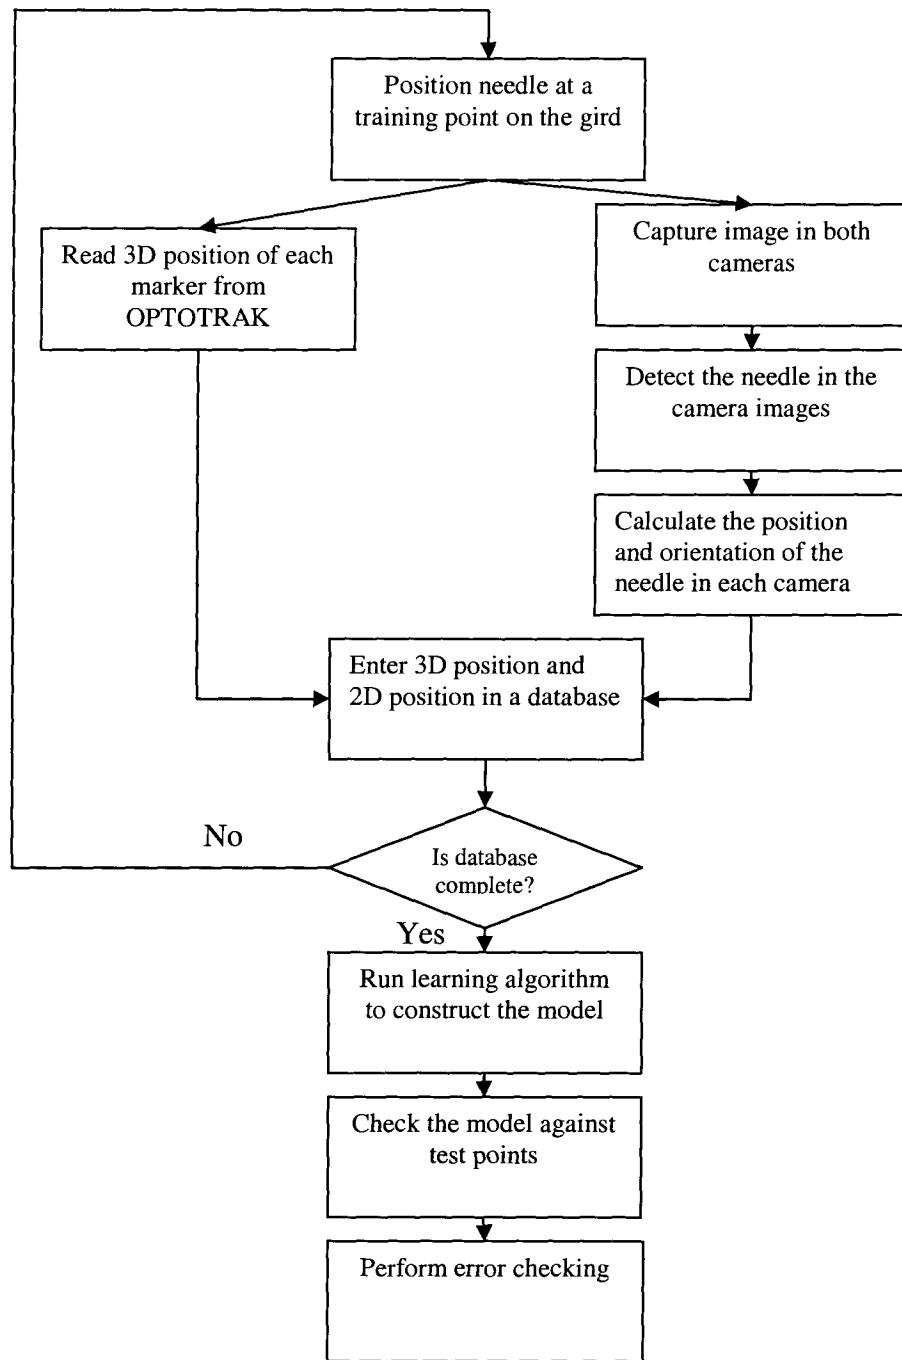 Position needle at a
training point on the gird
Read 3D position of each
marker from
OPTOTRAK
Capture image in both
cameras
Detect the needle in the
camera images
Calculate the position
and orientation of the
needle in each camera
Enter 3D position and
2D position in a database
No
Is database
complete?
Yes
Run learning algorithm
to construct the model
Check the model against
test points
Perform error checking